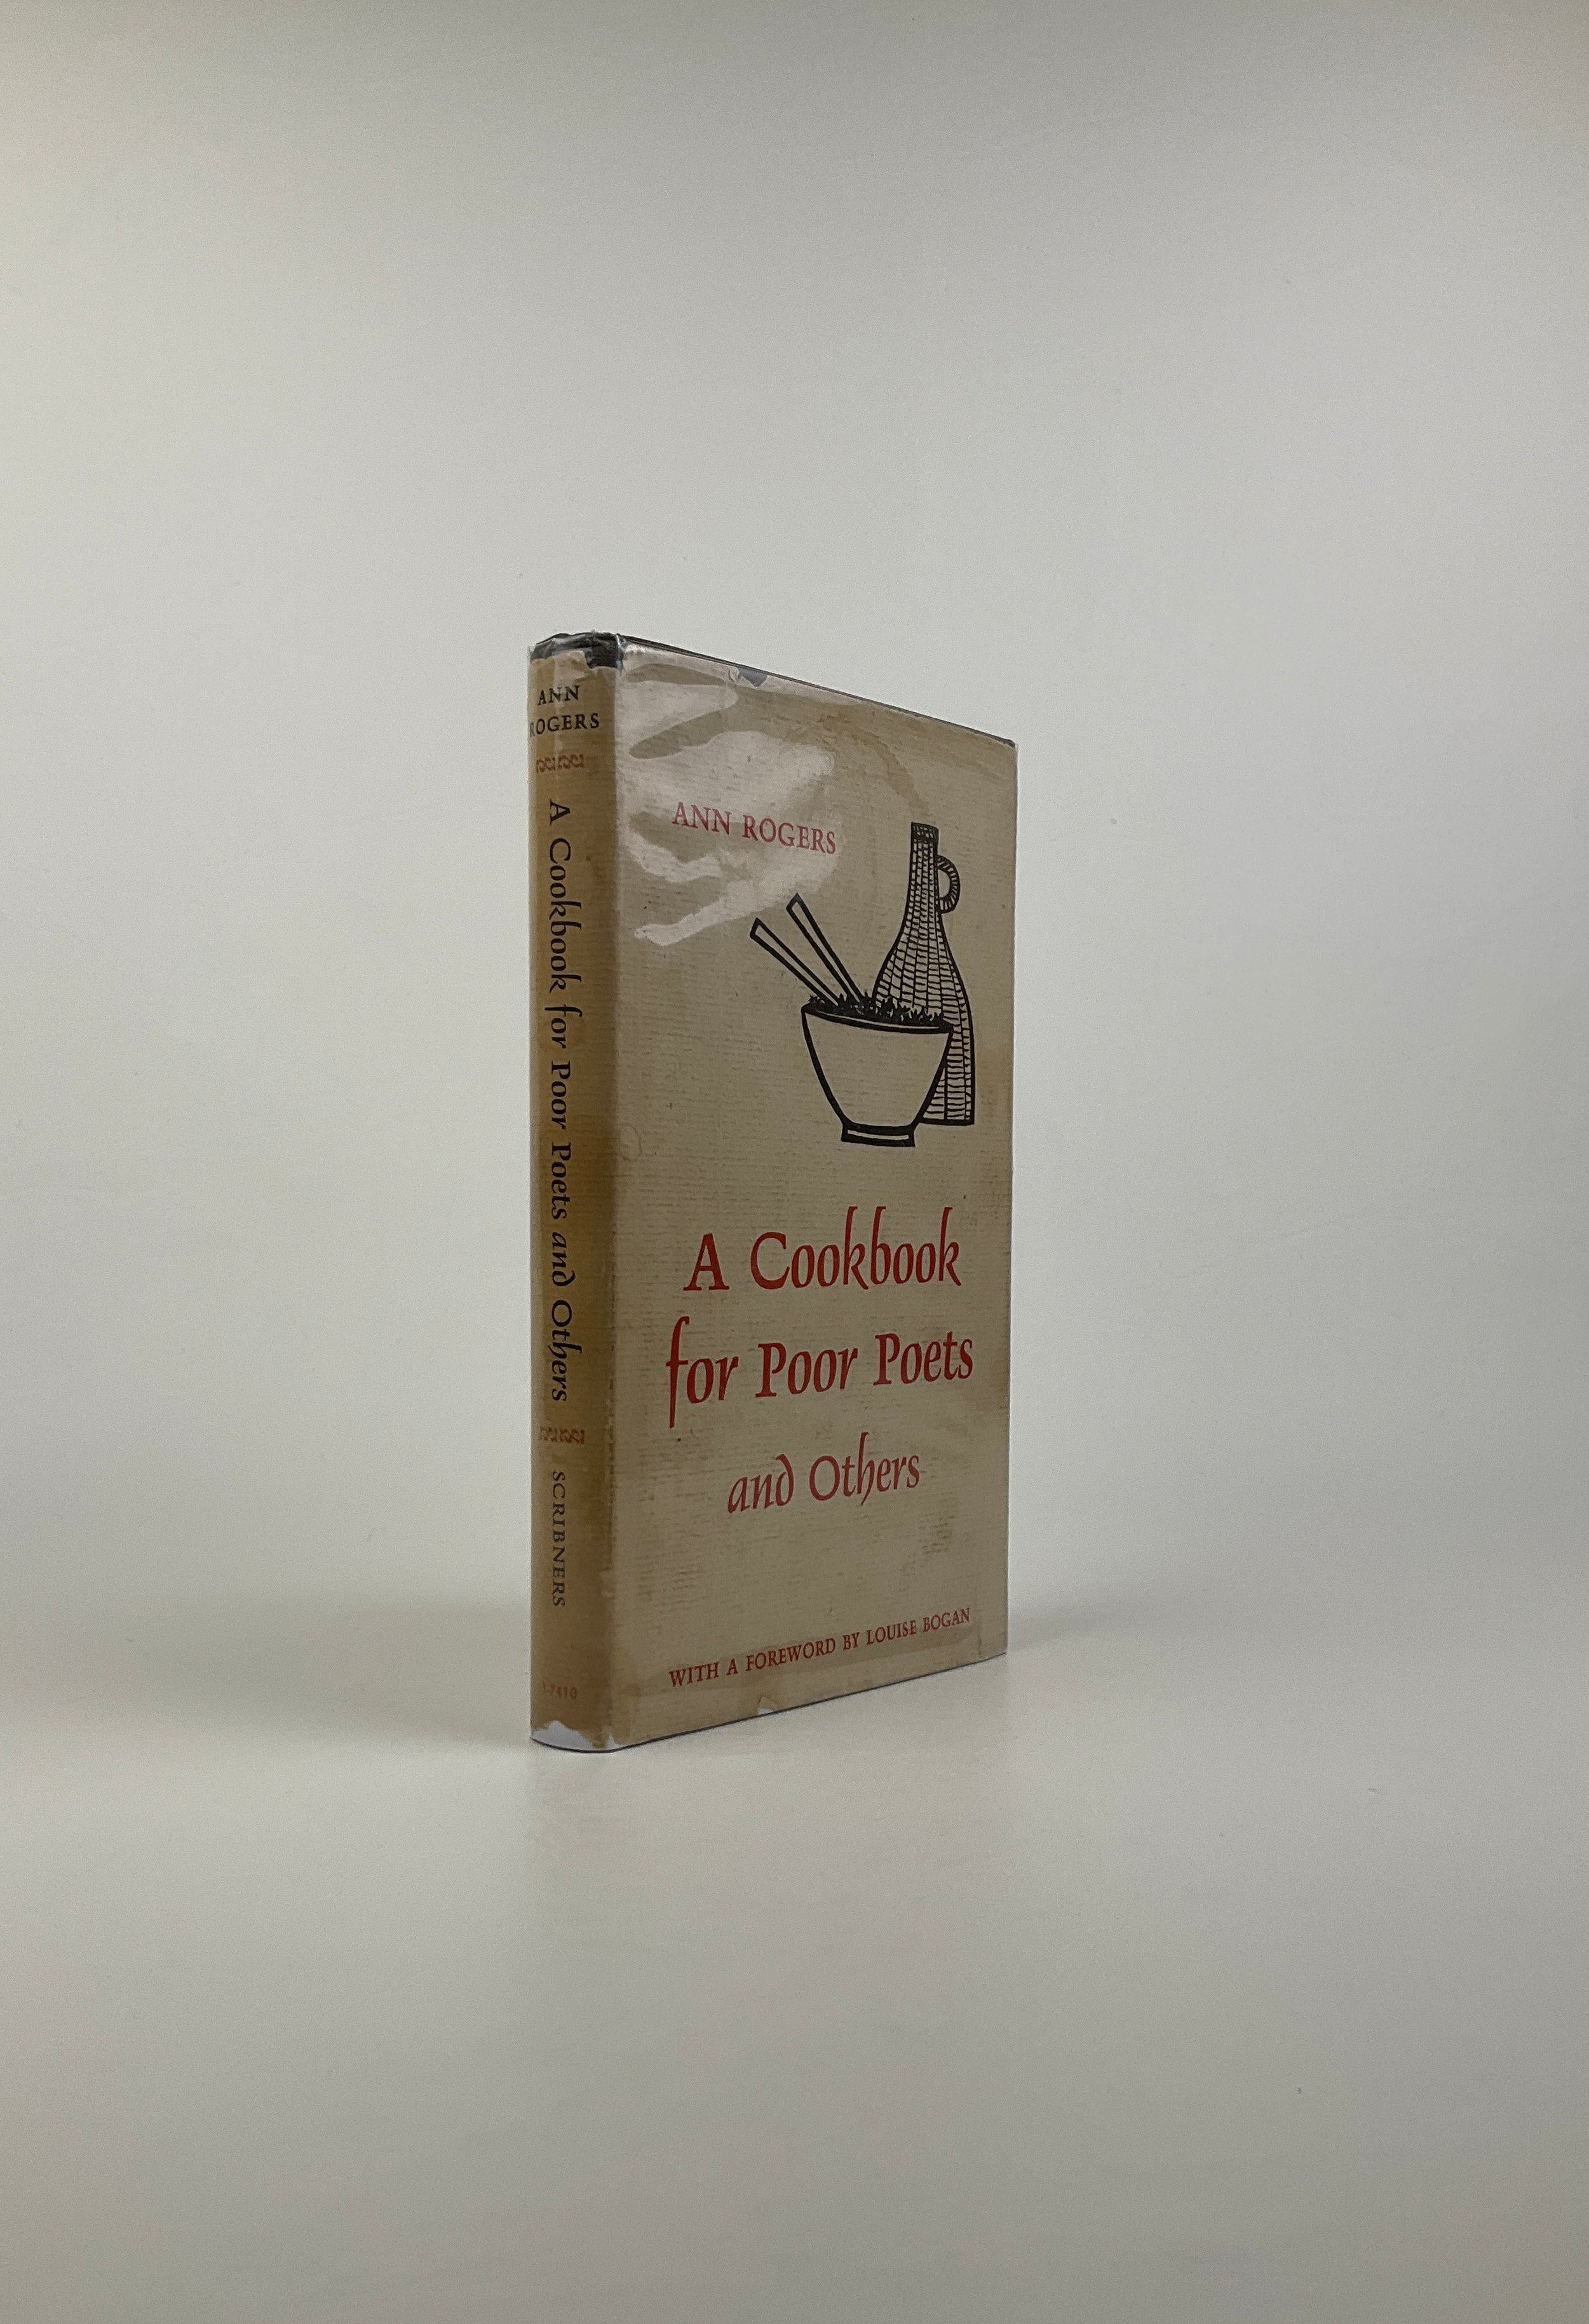 ANN
ROGERS
A Cookbook for Poor Poets and Others
SCRIBNERS
ANN ROGERS
A Cookbook
for Poor Poets
and Others
WITH A FOREWORD BY LOUISE BOGAN